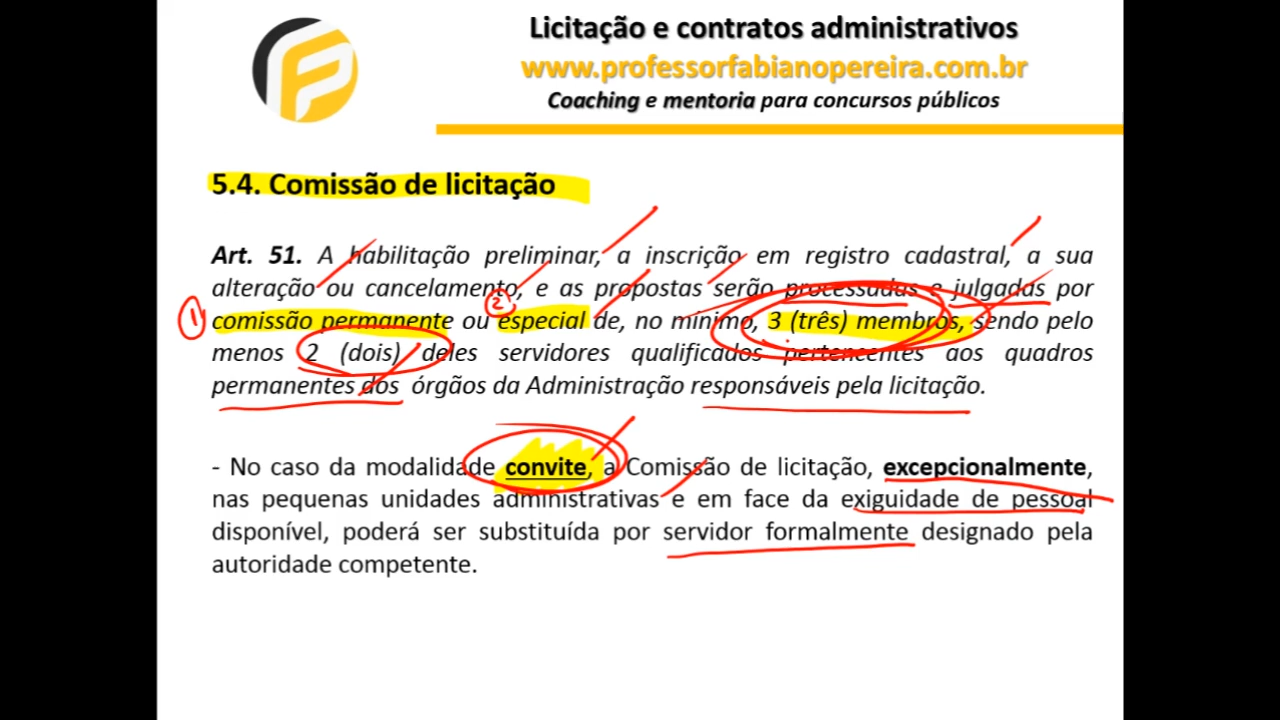 Licitação e contratos administrativos
www.professorfabianopereira.com.br
Coaching e mentoria para concursos públicos
5.4. Comissão de licitação
Art. 51. A habilitação preliminar, a inscrição em registro cadastral, a sua
alteração ou cancelamento, e as propostas serão processadas e julgadas por
1 comissão permanente ou 2 especial de, no mínimo, 3 (três) membros, sendo pelo
menos 2 (dois) deles servidores qualificados pertencentes aos quadros
permanentes dos órgãos da Administração responsáveis pela licitação.
- No caso da modalidade convite, a Comissão de licitação, excepcionalmente,
nas pequenas unidades administrativas e em face da exiguidade de pessoal
disponível, poderá ser substituída por servidor formalmente designado pela
autoridade competente.